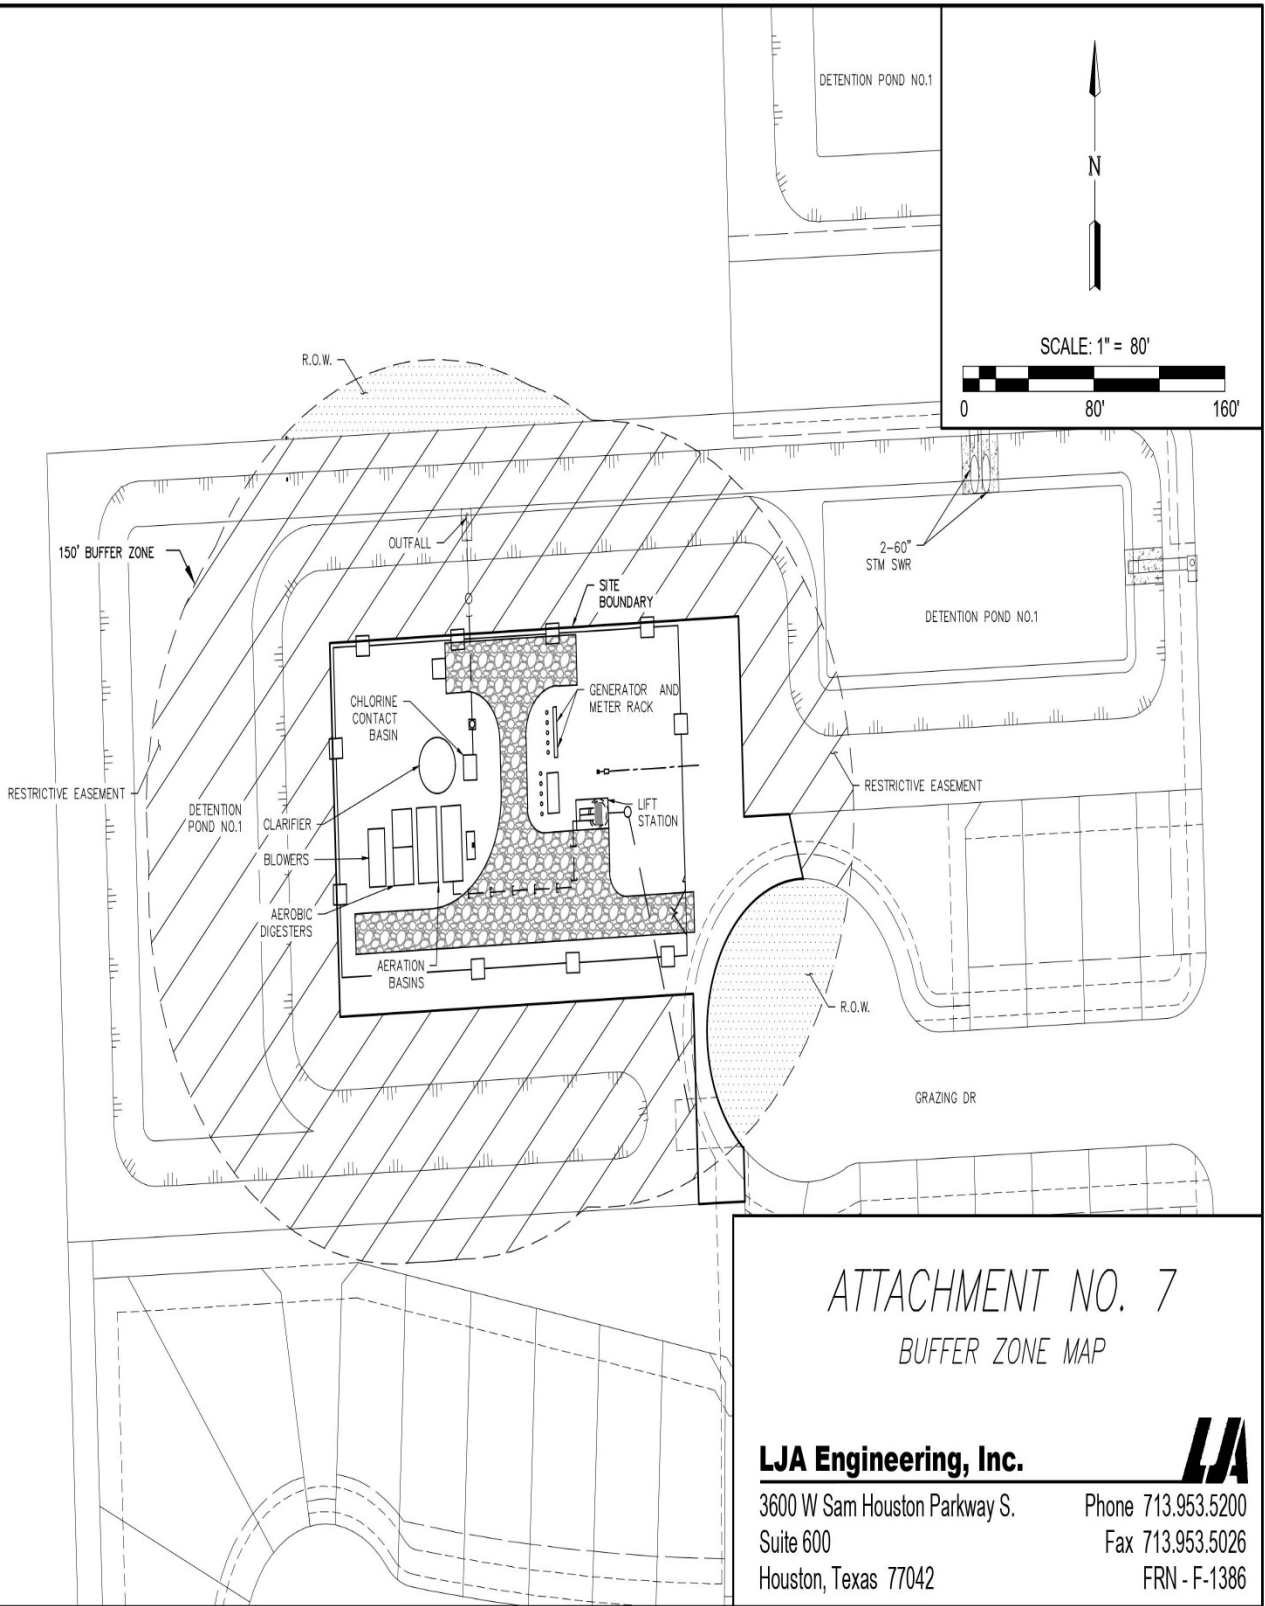 DETENTION POND NO.1
N
SCALE: 1" = 80'
0 80' 160'
R.O.W.
OUTFALL
150' BUFFER ZONE
2-60"
STM SWR
SITE
BOUNDARY
DETENTION POND NO.1
GENERATOR AND
METER RACK
CHLORINE
CONTACT
BASIN
RESTRICTIVE EASEMENT
RESTRICTIVE EASEMENT
DETENTION
POND NO.1
CLARIFIER
LIFT
STATION
BLOWERS
AEROBIC
DIGESTERS
AERATION
BASINS
R.O.W.
GRAZING DR
ATTACHMENT NO. 7
BUFFER ZONE MAP
LJA Engineering, Inc.
LJA
3600 W Sam Houston Parkway S. Phone 713.953.5200
Suite 600 Fax 713.953.5026
Houston, Texas 77042 FRN - F-1386